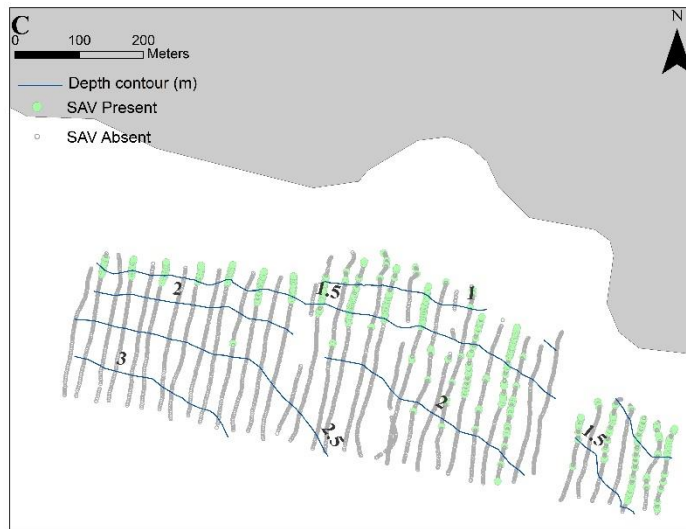 C
N
0 100 200
Meters
Depth contour (m)
SAV Present
SAV Absent
2
1.5
1
3
2
2.5
1.5